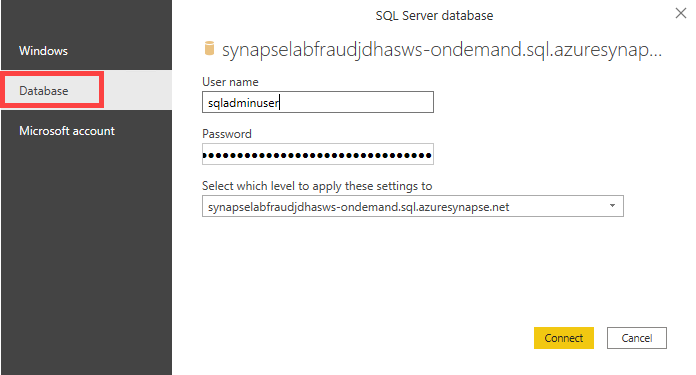 SQL Server database
Windows
Database
Microsoft account
synapselabfraudjdhasws-ondemand.sql.azuresynap...
User name
sqladminuser
Password
••••••••••••••••••••••••••••••••
Select which level to apply these settings to
synapselabfraudjdhasws-ondemand.sql.azuresynapse.net
Connect
Cancel